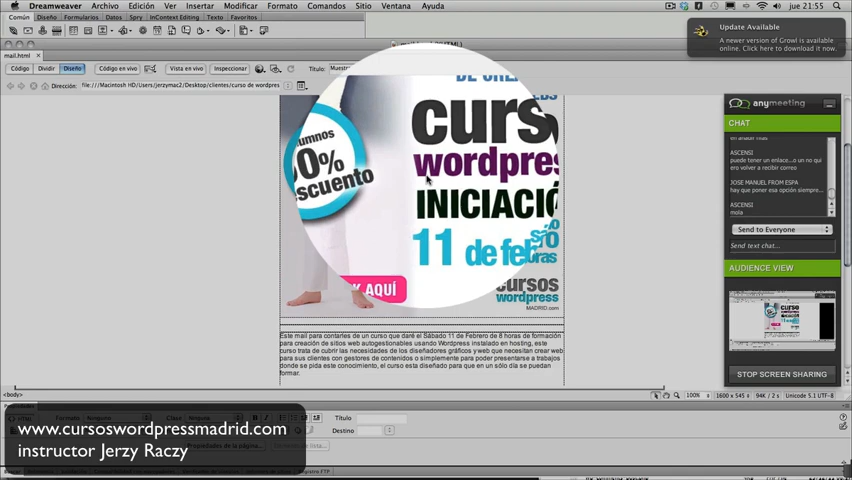 Dreamweaver Archivo Edición Ver Insertar Modificar Formato Comandos Sitio Ventana Ayuda
jue 21:55
Común Diseño Formularios Datos Spry InContext Editing Texto Favoritos
Update Available
A newer version of Growl is available online. Click here to download it now.
mail.html
Código Dividir Diseño Código en vivo Vista en vivo Inspeccionar Título:
Dirección: file:///Macintosh HD/Users/jerzymac2/Desktop/clientes/curso de wordpres
curs
wordpres
INICIACIÓ
11 de feb
scuento
AQUÍ
cursos
wordpress
MADRID.com
Este mail para contarles de un curso que daré el Sábado 11 de Febrero de 8 horas de formación
para creación de sitios web autogestionables usando Wordpress instalado en hosting, este
curso trata de cubrir las necesidades de los diseñadores gráficos y web que necesitan crear web
para sus clientes con gestores de contenidos o simplemente para poder presentarse a trabajos
donde se pida este conocimiento, el curso esta diseñado para que en un sólo día se puedan
formar.
anymeeting
CHAT
ASCENSI
puede tener un enlace...o un no qui
ero volver a recibir correo
JOSE MANUEL FROM ESPA
hay que poner esa opción siempre...
ASCENSI
mola
Send to Everyone
Send text chat...
AUDIENCE VIEW
STOP SCREEN SHARING
<body>
100% 1600 x 545 94K / 2 Unicode 5.1 UTF-8
Formato Ninguna Clase Ninguna Título
Destino
Propiedades de la página...
www.cursoswordpressmadrid.com
instructor Jerzy Raczy